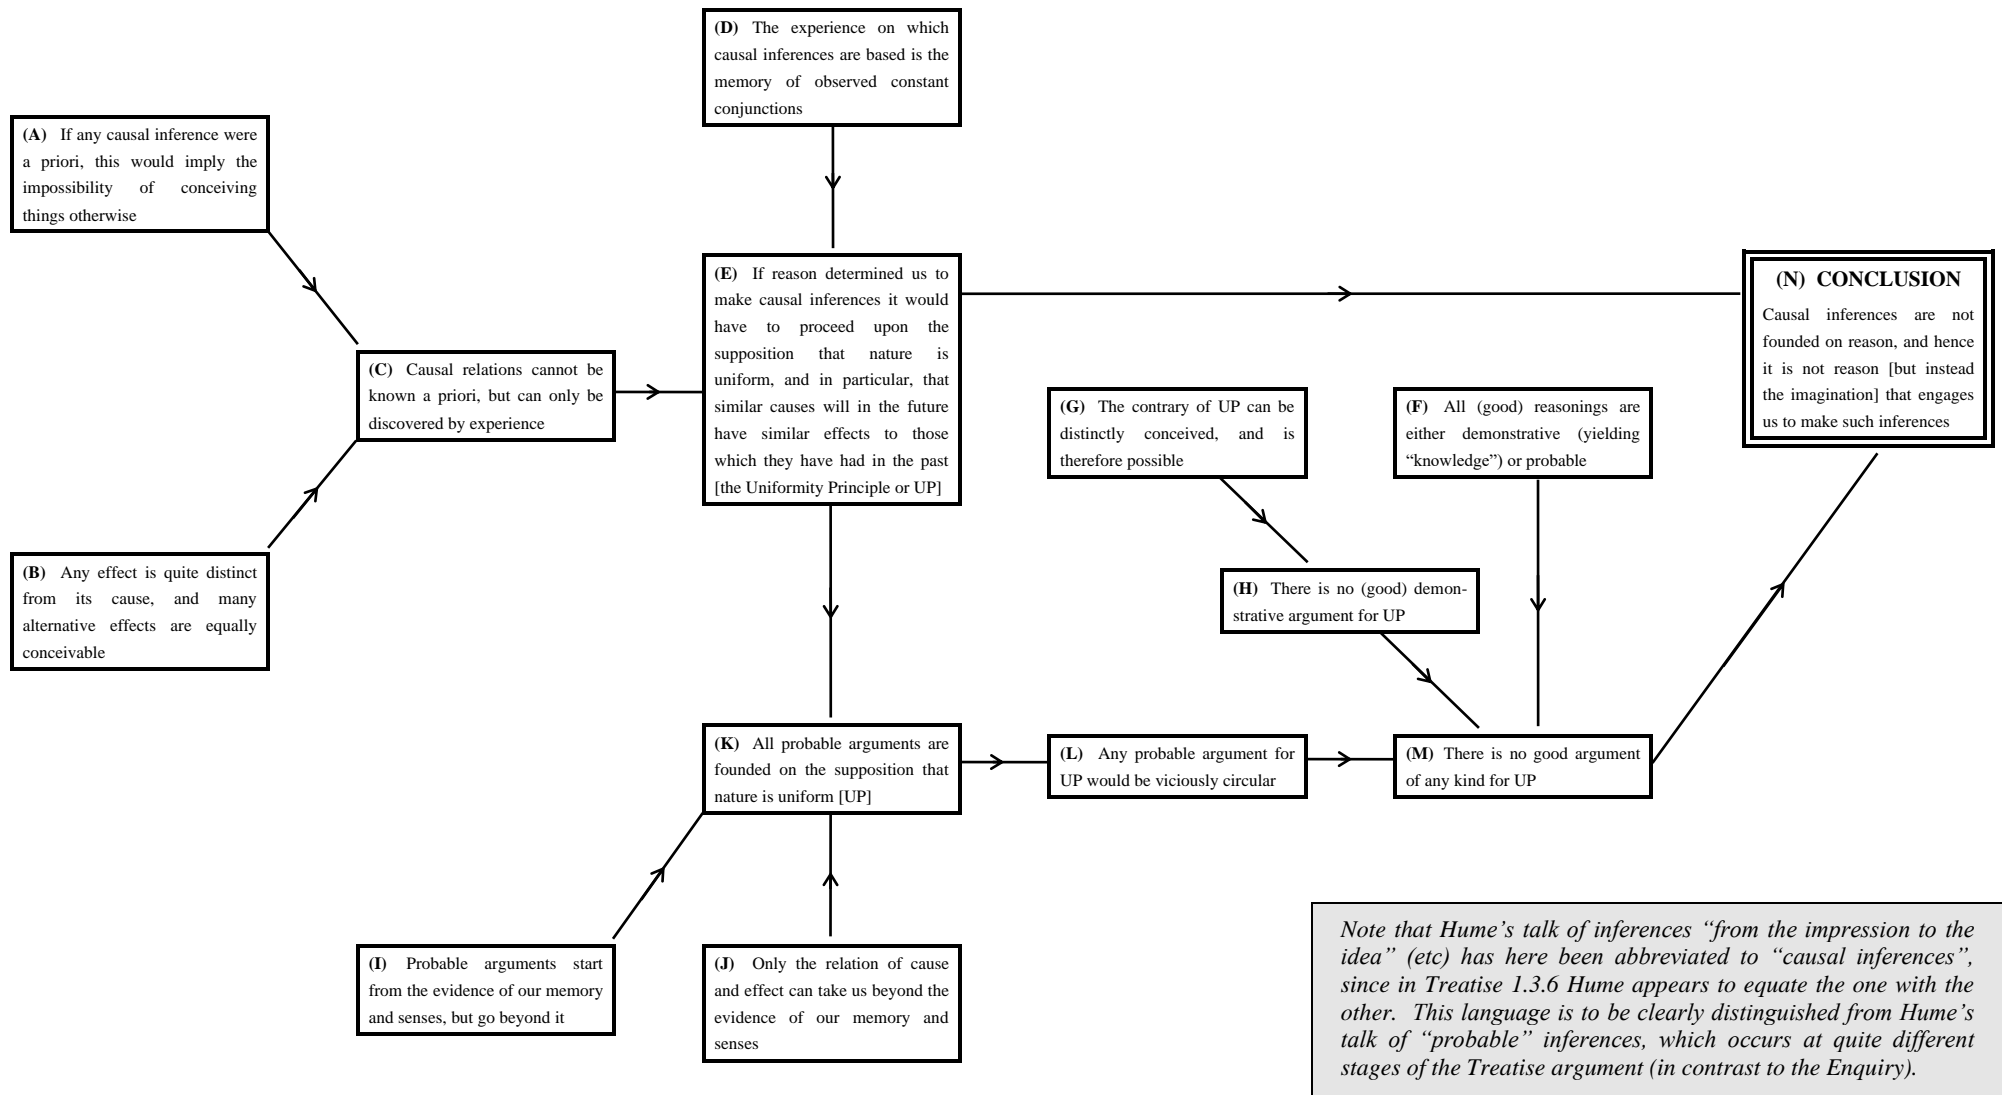 (D) The experience on which
causal inferences are based is the
memory of observed constant
conjunctions
(A) If any causal inference were
a priori, this would imply the
impossibility of conceiving
things otherwise
(C) Causal relations cannot be
known a priori, but can only be
discovered by experience
(B) Any effect is quite distinct
from its cause, and many
alternative effects are equally
conceivable
(E) If reason determined us to
make causal inferences it would
have to proceed upon the
supposition that nature is
uniform, and in particular, that
similar causes will in the future
have similar effects to those
which they have had in the past
[the Uniformity Principle or UP]
(G) The contrary of UP can be
distinctly conceived, and is
therefore possible
(F) All (good) reasonings are
either demonstrative (yielding
“knowledge”) or probable
(N) CONCLUSION
Causal inferences are not
founded on reason, and hence
it is not reason [but instead
the imagination] that engages
us to make such inferences
(H) There is no (good) demon-
strative argument for UP
(K) All probable arguments are
founded on the supposition that
nature is uniform [UP]
(L) Any probable argument for
UP would be viciously circular
(M) There is no good argument
of any kind for UP
(I) Probable arguments start
from the evidence of our memory
and senses, but go beyond it
(J) Only the relation of cause
and effect can take us beyond the
evidence of our memory and
senses
Note that Hume’s talk of inferences “from the impression to the
idea” (etc) has here been abbreviated to “causal inferences”,
since in Treatise 1.3.6 Hume appears to equate the one with the
other. This language is to be clearly distinguished from Hume’s
talk of “probable” inferences, which occurs at quite different
stages of the Treatise argument (in contrast to the Enquiry).